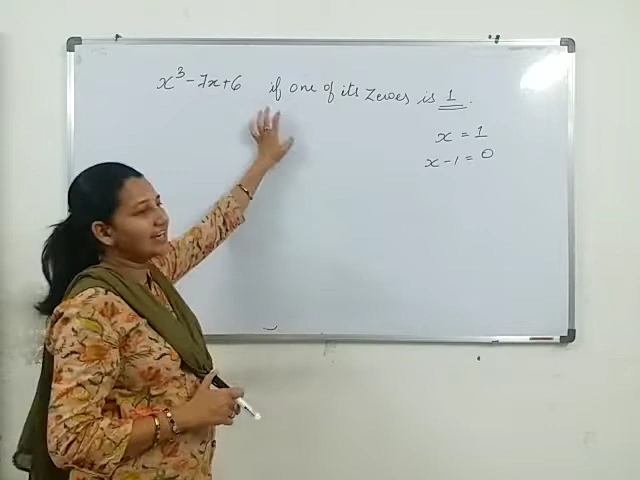 x³-7x+6 if one of its zeroes is 1.
x = 1
x-1 = 0